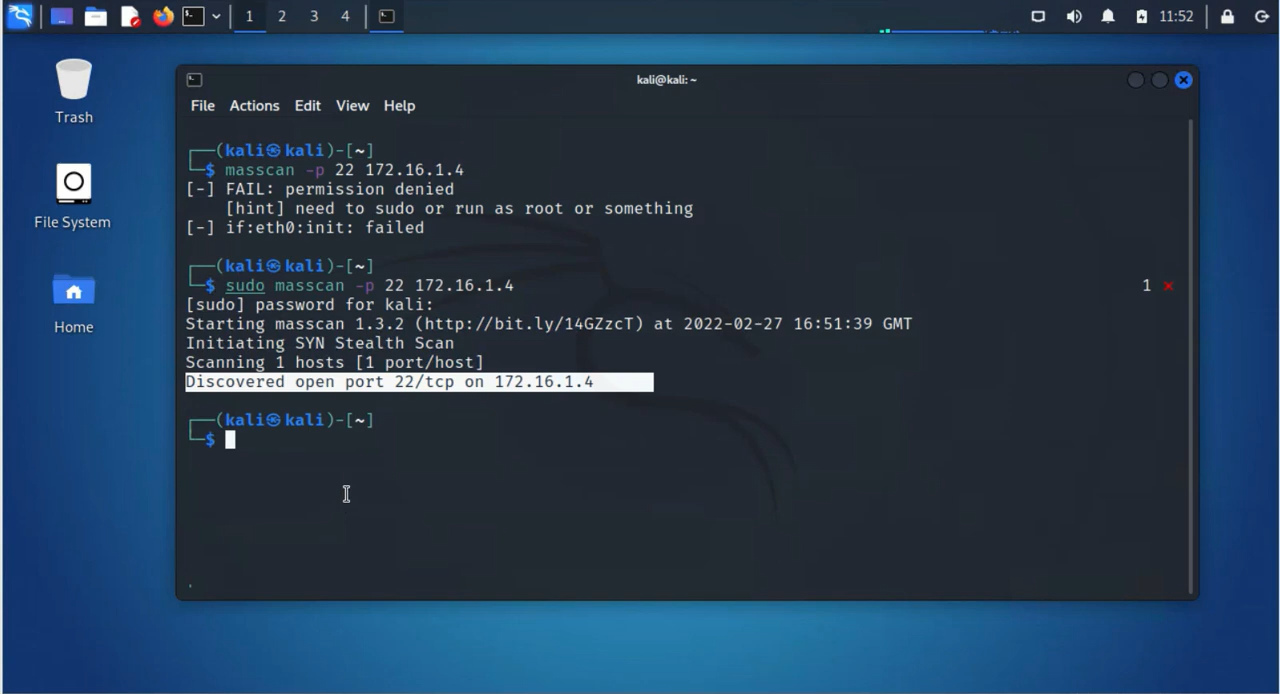 1 2 3 4 11:52
kali@kali: ~
File Actions Edit View Help
Trash
File System
Home
┌──(kali㉿kali)-[~]
└─$ masscan -p 22 172.16.1.4
[-] FAIL: permission denied
[hint] need to sudo or run as root or something
[-] if:eth0:init: failed
┌──(kali㉿kali)-[~]
└─$ sudo masscan -p 22 172.16.1.4 1 ⨯
[sudo] password for kali:
Starting masscan 1.3.2 (http://bit.ly/14GZzcT) at 2022-02-27 16:51:39 GMT
Initiating SYN Stealth Scan
Scanning 1 hosts [1 port/host]
Discovered open port 22/tcp on 172.16.1.4
┌──(kali㉿kali)-[~]
└─$